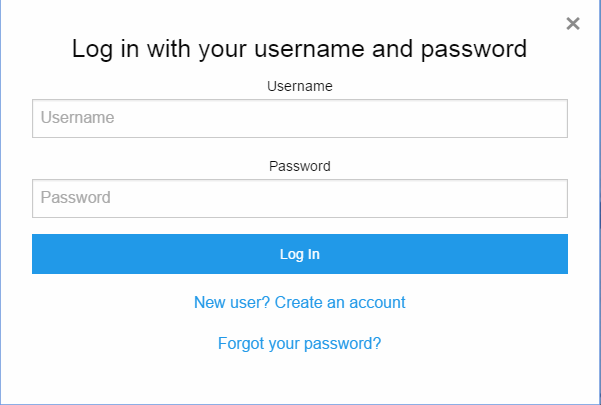 ×
Log in with your username and password
Username
Username
Password
Password
Log In
New user? Create an account
Forgot your password?